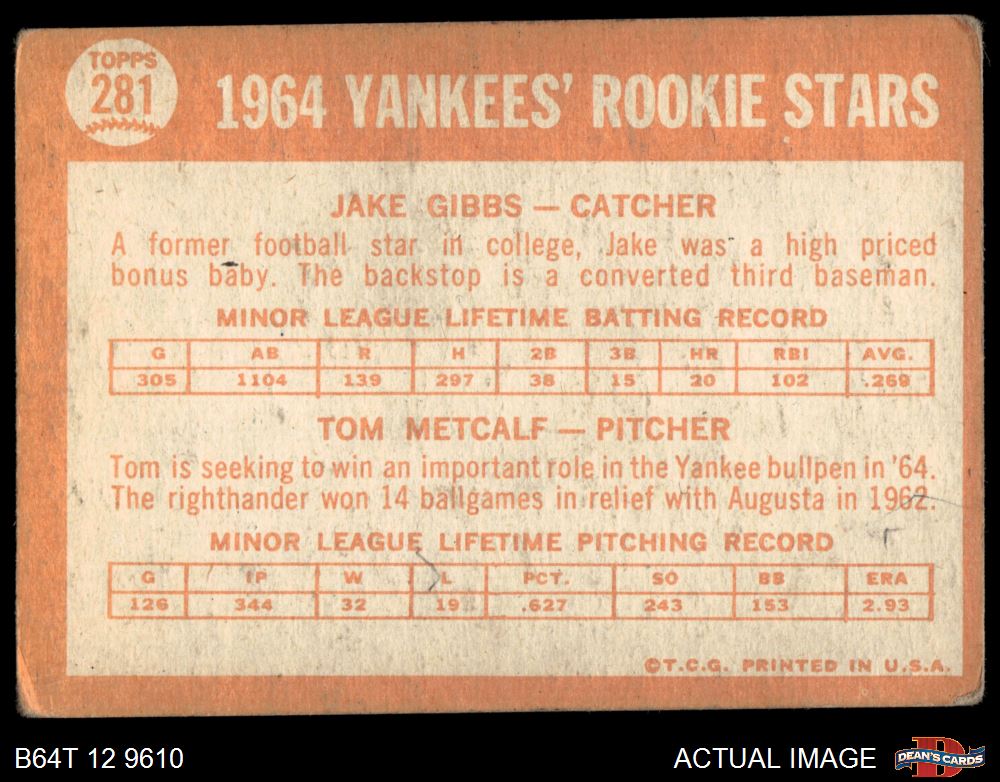 TOPPS
281
1964 YANKEES' ROOKIE STARS
JAKE GIBBS — CATCHER
A former football star in college, Jake was a high priced
bonus baby. The backstop is a converted third baseman.
MINOR LEAGUE LIFETIME BATTING RECORD
G AB R H 2B 3B HR RBI AVG.
305 1104 139 297 38 15 20 102 .269
TOM METCALF — PITCHER
Tom is seeking to win an important role in the Yankee bullpen in '64.
The righthander won 14 ballgames in relief with Augusta in 1962.
MINOR LEAGUE LIFETIME PITCHING RECORD
G IP W L PCT. SO BB ERA
126 344 32 19 .627 243 153 2.93
©T.C.G. PRINTED IN U.S.A.
B64T 12 9610
ACTUAL IMAGE
D
DEAN'S CARDS